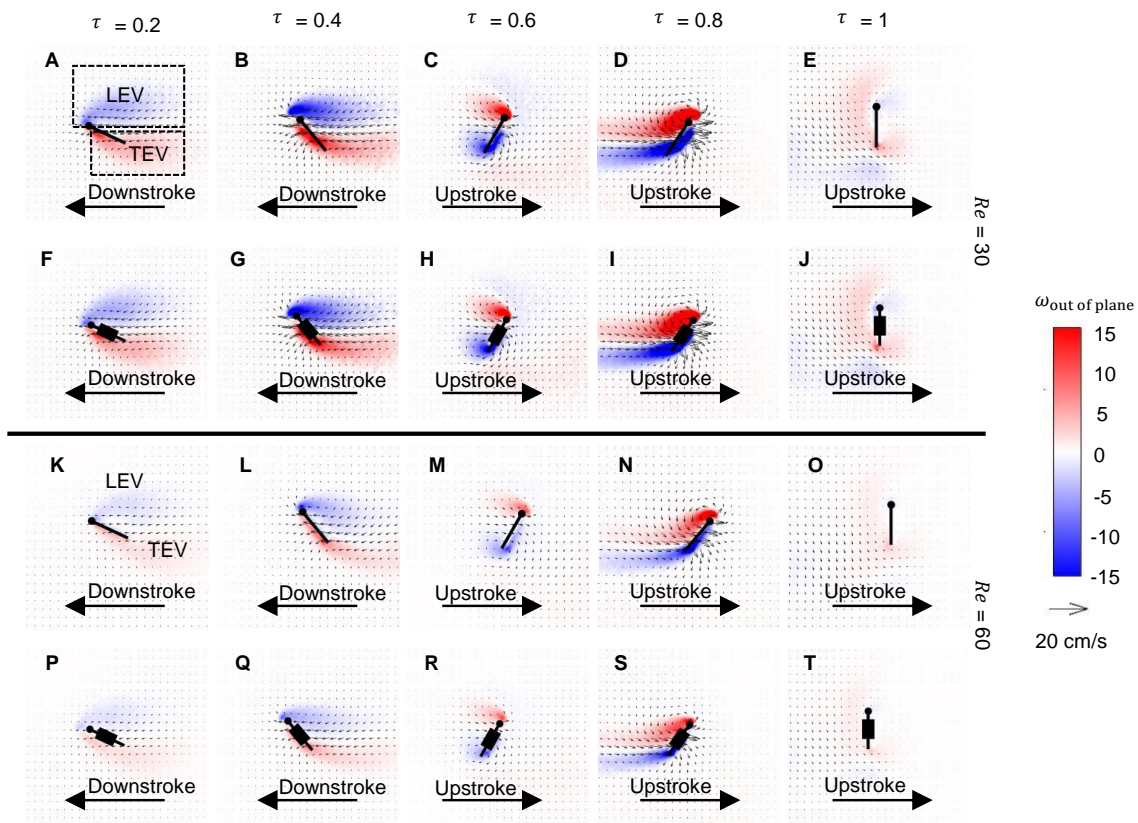 τ = 0.2 τ = 0.4 τ = 0.6 τ = 0.8 τ = 1
A B C D E
LEV
TEV
Downstroke Downstroke Upstroke Upstroke Upstroke
Re = 30
F G H I J
Downstroke Downstroke Upstroke Upstroke Upstroke
ω out of plane
15
10
5
0
-5
-10
-15
20 cm/s
K L M N O
LEV
TEV
Downstroke Downstroke Upstroke Upstroke Upstroke
Re = 60
P Q R S T
Downstroke Downstroke Upstroke Upstroke Upstroke